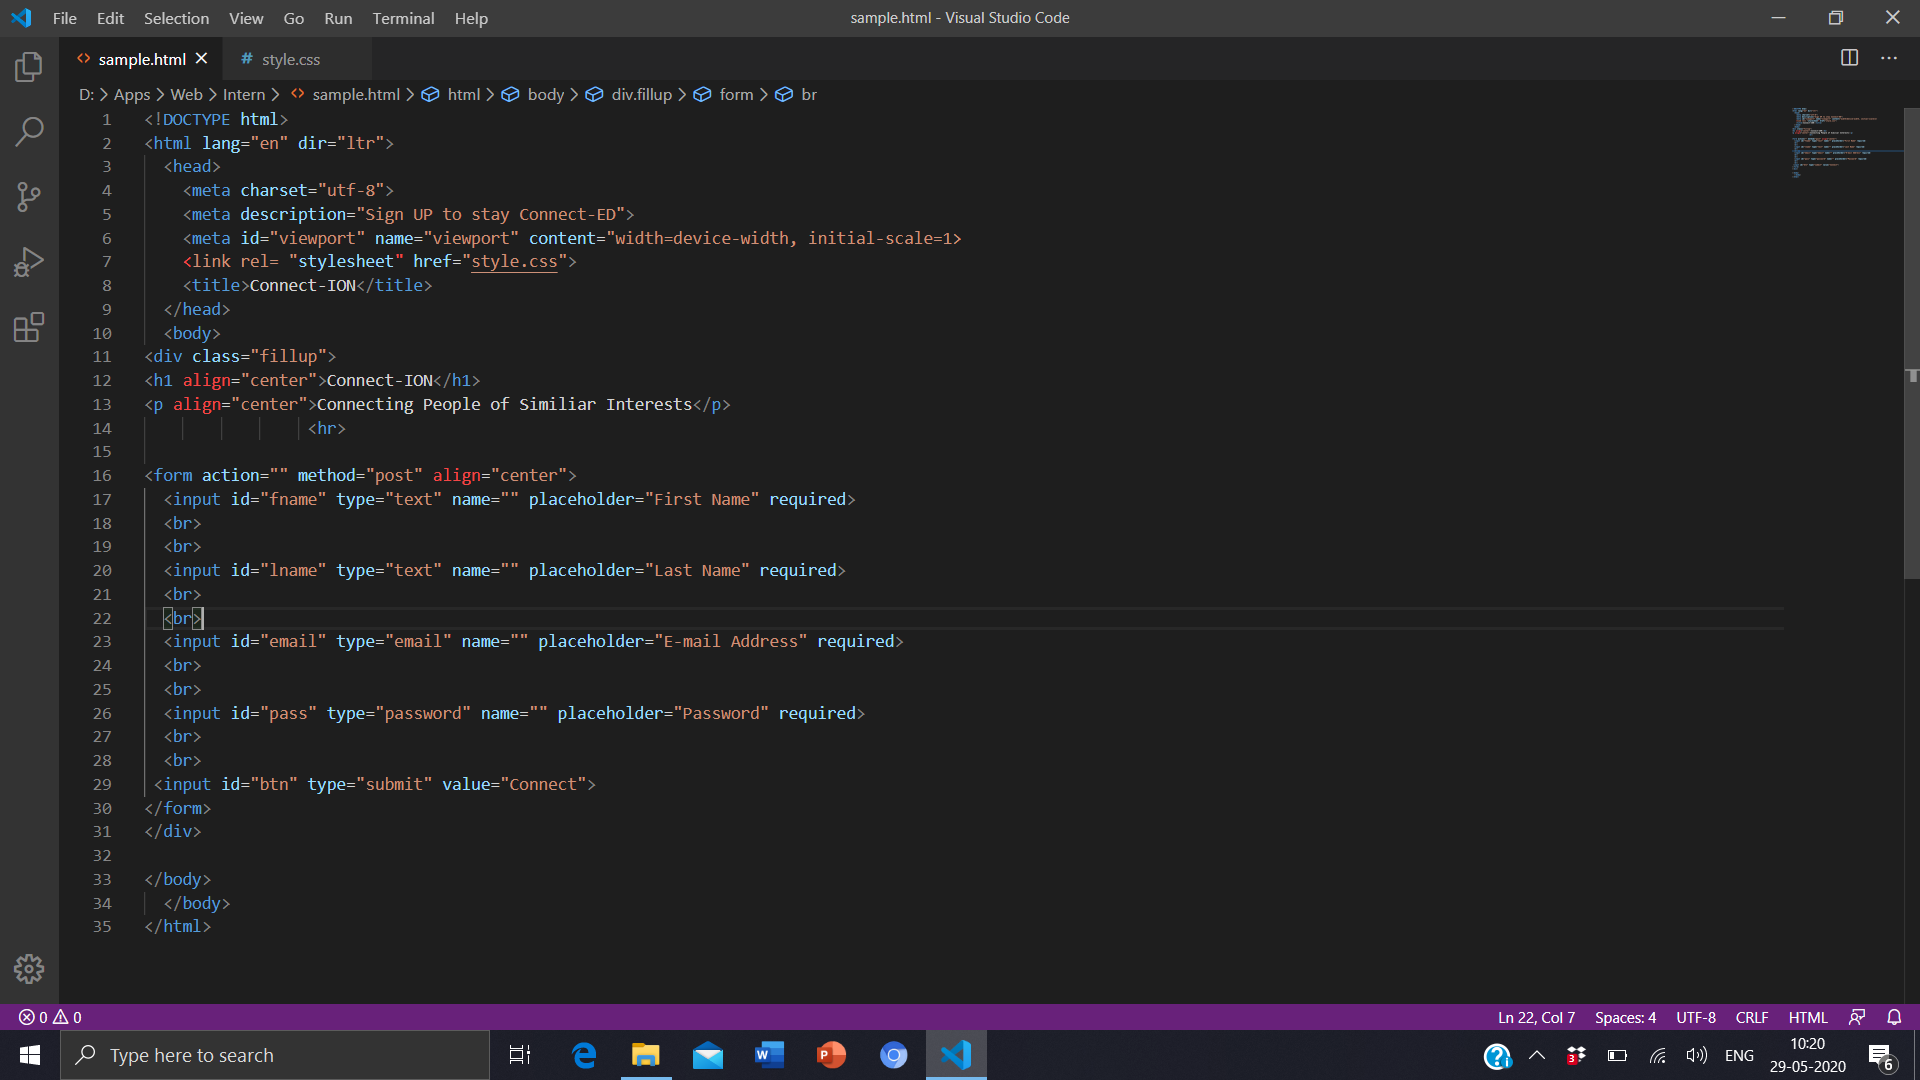 File Edit Selection View Go Run Terminal Help
sample.html - Visual Studio Code
sample.html
# style.css
D: > Apps > Web > Intern > sample.html > html > body > div.fillup > form > br
1 <!DOCTYPE html>
2 <html lang="en" dir="ltr">
3 <head>
4 <meta charset="utf-8">
5 <meta description="Sign UP to stay Connect-ED">
6 <meta id="viewport" name="viewport" content="width=device-width, initial-scale=1>
7 <link rel= "stylesheet" href="style.css">
8 <title>Connect-ION</title>
9 </head>
10 <body>
11 <div class="fillup">
12 <h1 align="center">Connect-ION</h1>
13 <p align="center">Connecting People of Similiar Interests</p>
14 <hr>
15
16 <form action="" method="post" align="center">
17 <input id="fname" type="text" name="" placeholder="First Name" required>
18 <br>
19 <br>
20 <input id="lname" type="text" name="" placeholder="Last Name" required>
21 <br>
22 <br>
23 <input id="email" type="email" name="" placeholder="E-mail Address" required>
24 <br>
25 <br>
26 <input id="pass" type="password" name="" placeholder="Password" required>
27 <br>
28 <br>
29 <input id="btn" type="submit" value="Connect">
30 </form>
31 </div>
32
33 </body>
34 </body>
35 </html>
0 0
Ln 22, Col 7 Spaces: 4 UTF-8 CRLF HTML
Type here to search
W
P
3
ENG
10:20
29-05-2020
6